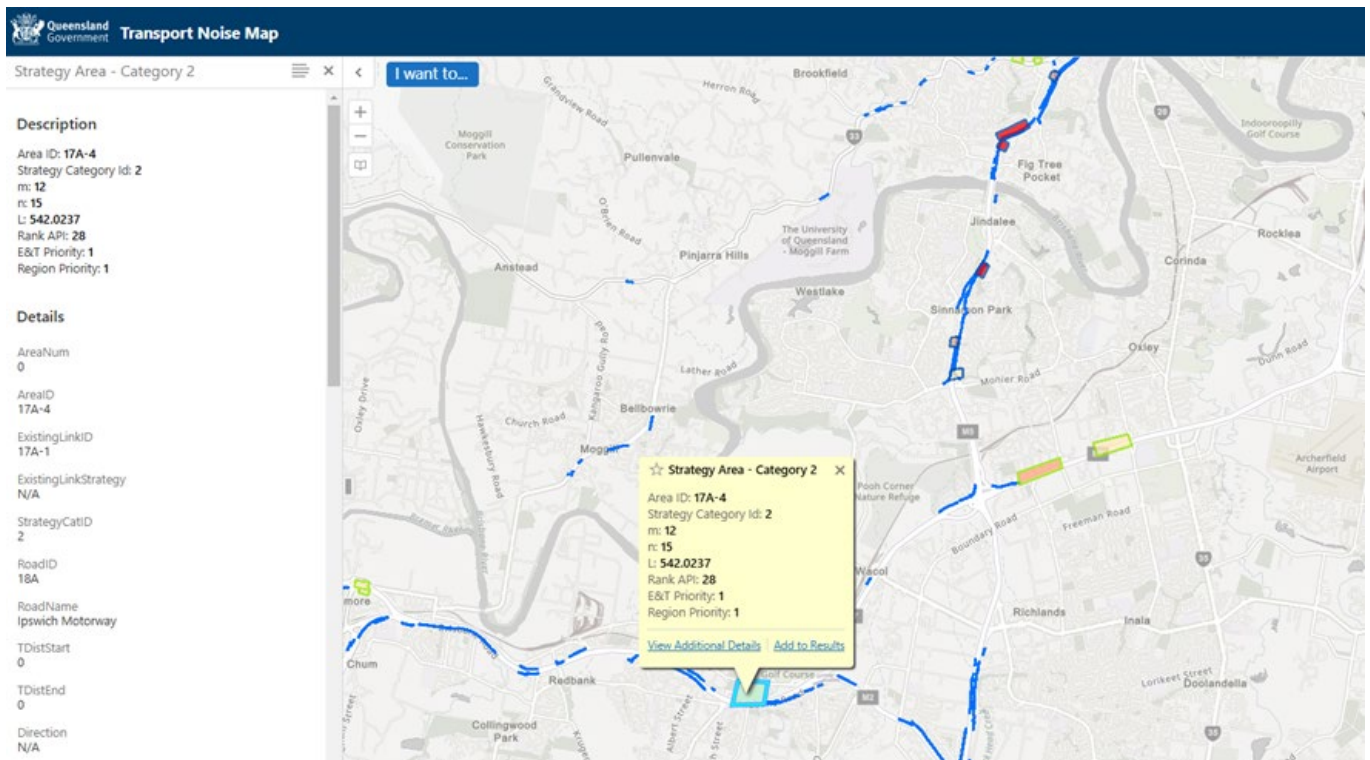 Queensland
Government
Transport Noise Map
Strategy Area - Category 2
Description
Area ID: 17A-4
Strategy Category Id: 2
m: 12
n: 15
L: 542.0237
Rank API: 28
E&T Priority: 1
Region Priority: 1
Details
AreaNum
0
AreaID
17A-4
ExistingLinkID
17A-1
ExistingLinkStrategy
N/A
StrategyCatID
2
RoadID
18A
RoadName
Ipswich Motorway
TDistStart
0
TDistEnd
0
Direction
N/A
I want to...
Brookfield
Herron Road
Grandview Road
33
20
Indooroopilly
Golf Course
Moggill
Conservation
Park
Pullenvale
Fig Tree
Pocket
O'Brien Road
The University
of Queensland
- Moggill Farm
Jindalee
Rocklea
Anstead
Pinjarra Hills
Corinda
Westlake
Sinnamon Park
Kangaroo Gully Road
Oxley
Dunn Road
Lather Road
Monier Road
Oxley Drive
Bellbowrie
Church Road
Hawkesbury Road
M5
Moggill
Archerfield
Airport
Strategy Area - Category 2
Area ID: 17A-4
Strategy Category Id: 2
m: 12
n: 15
L: 542.0237
Rank API: 28
E&T Priority: 1
Region Priority: 1
View Additional Details
Add to Results
Pooh Corner
Nature Refuge
Boundary Road
Freeman Road
35
Wacol
more
Richlands
Inala
Chum
Redbank
Golf Course
M2
Lorikeet Street
Doolandella
Collingwood
Park
Albert Street
35